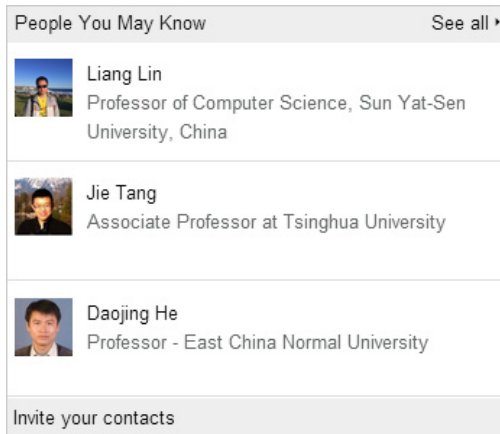 People You May Know
See all
Liang Lin
Professor of Computer Science, Sun Yat-Sen
University, China
Jie Tang
Associate Professor at Tsinghua University
Daojing He
Professor - East China Normal University
Invite your contacts